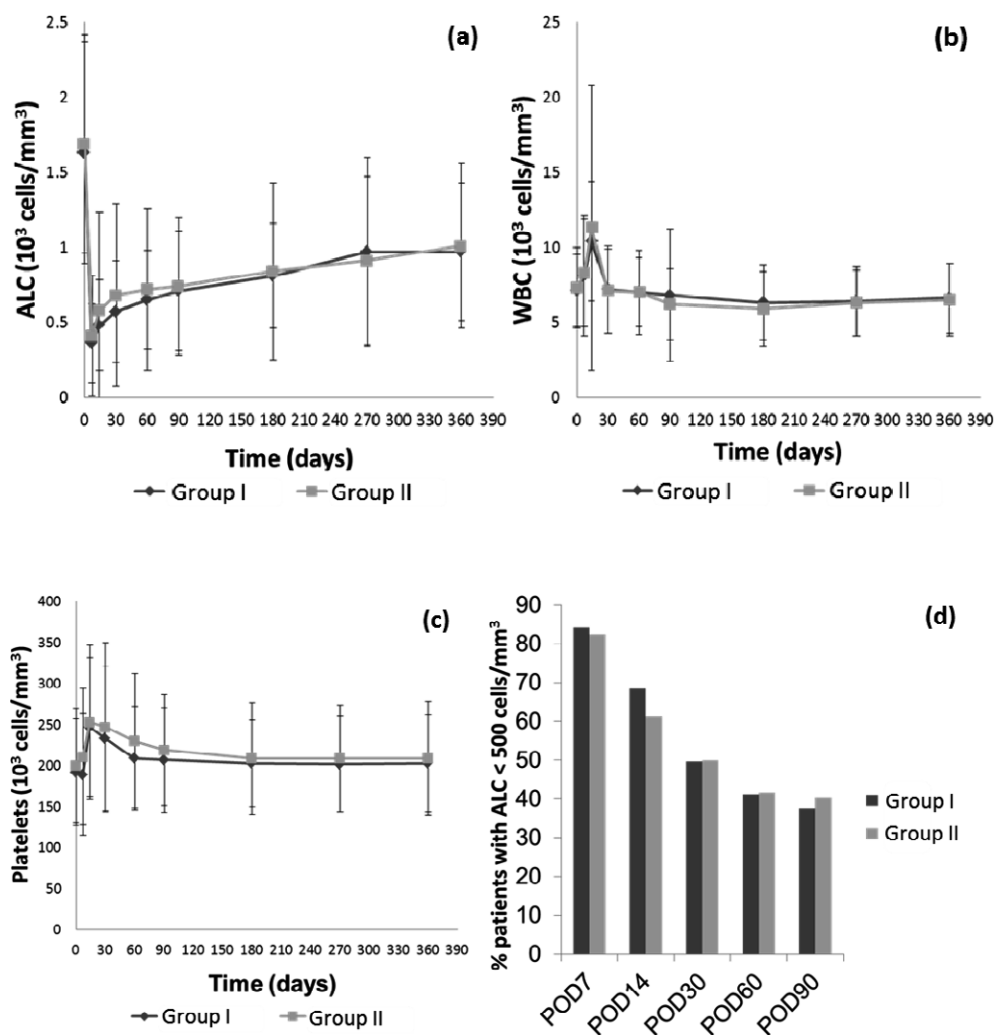 (a)
ALC (10³ cells/mm³)
2.5
2
1.5
1
0.5
0
0 30 60 90 120 150 180 210 240 270 300 330 360 390
Time (days)
Group I Group II
(b)
WBC (10³ cells/mm³)
25
20
15
10
5
0
0 30 60 90 120 150 180 210 240 270 300 330 360 390
Time (days)
Group I Group II
(c)
Platelets (10³ cells/mm³)
400
350
300
250
200
150
100
50
0
0 30 60 90 120 150 180 210 240 270 300 330 360 390
Time (days)
Group I Group II
(d)
% patients with ALC < 500 cells/mm³
90
80
70
60
50
40
30
20
10
0
POD7 POD14 POD30 POD60 POD90
Group I
Group II